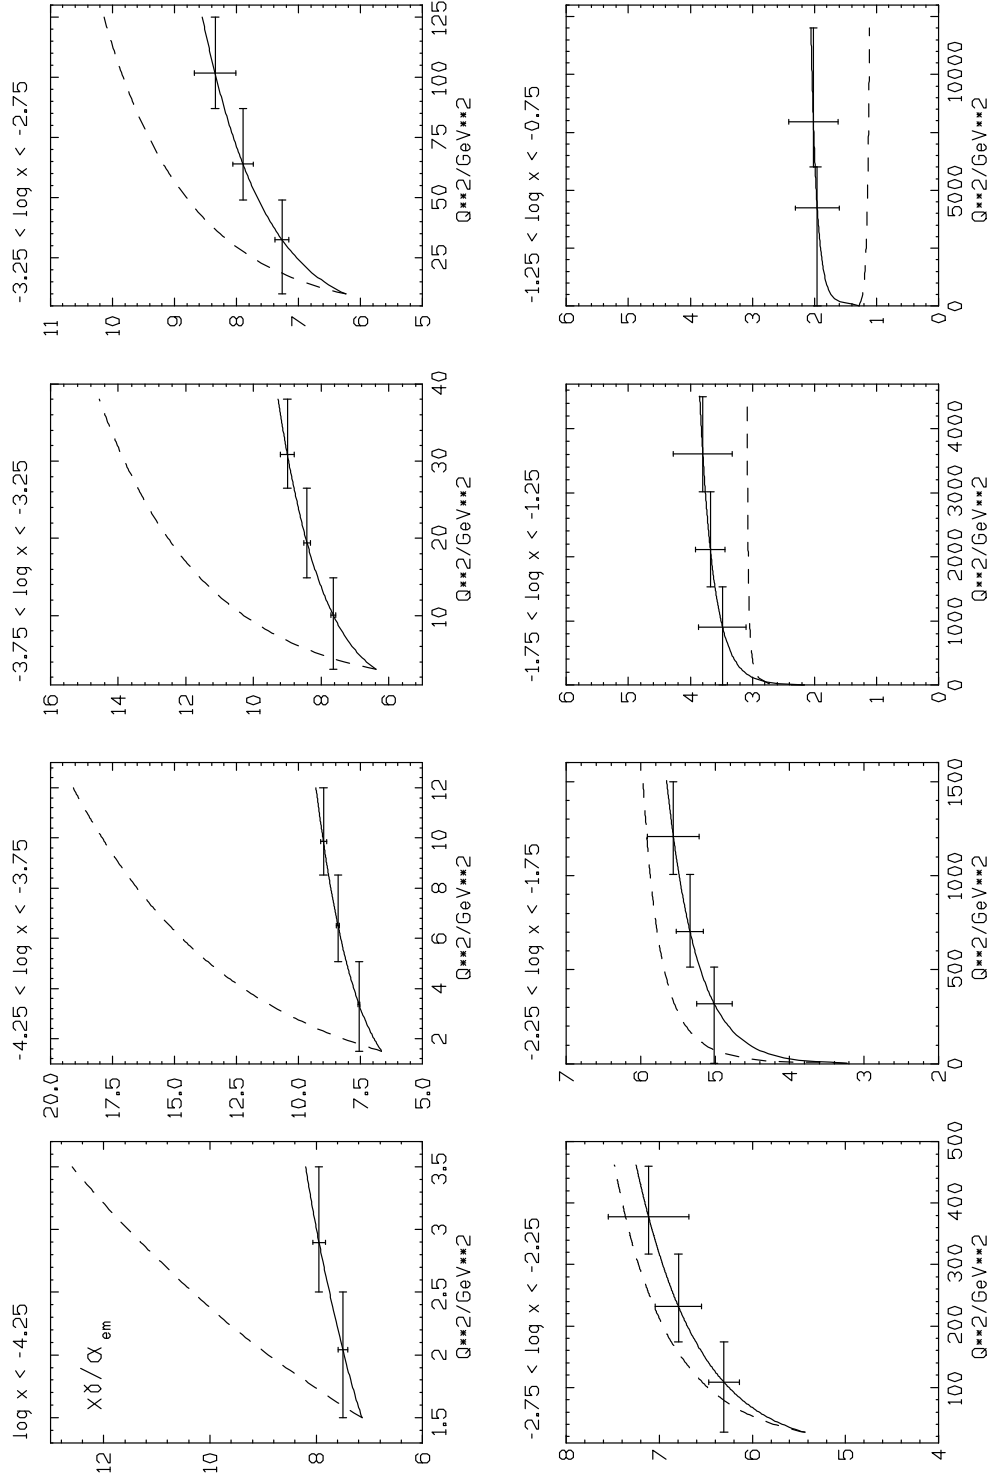 log x < -4.25
xγ/α em
12
10
8
6
1.5 2 2.5 3 3.5
Q**2/GeV**2
-4.25 < log x < -3.75
20.0
17.5
15.0
12.5
10.0
7.5
5.0
2 4 6 8 10 12
Q**2/GeV**2
-3.75 < log x < -3.25
16
14
12
10
8
6
10 20 30 40
Q**2/GeV**2
-3.25 < log x < -2.75
11
10
9
8
7
6
5
25 50 75 100 125
Q**2/GeV**2
-2.75 < log x < -2.25
8
7
6
5
4
100 200 300 400 500
Q**2/GeV**2
-2.25 < log x < -1.75
7
6
5
4
3
2
0 500 1000 1500
Q**2/GeV**2
-1.75 < log x < -1.25
6
5
4
3
2
1
0
0 1000 2000 3000 4000
Q**2/GeV**2
-1.25 < log x < -0.75
6
5
4
3
2
1
0
0 5000 10000
Q**2/GeV**2